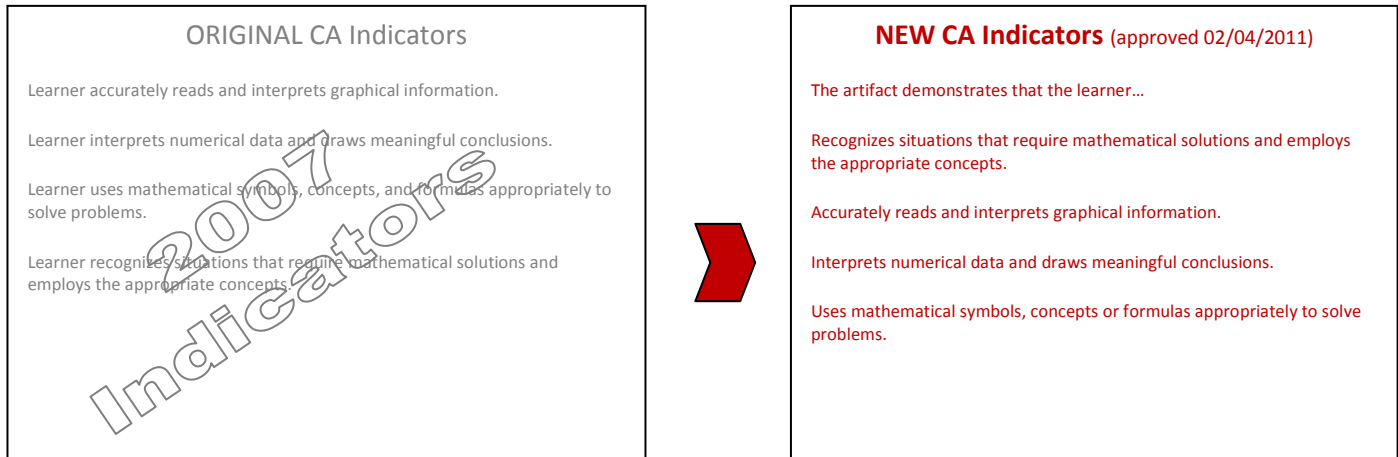 ORIGINAL CA Indicators
Learner accurately reads and interprets graphical information.
Learner interprets numerical data and draws meaningful conclusions.
Learner uses mathematical symbols, concepts, and formulas appropriately to
solve problems.
Learner recognizes situations that require mathematical solutions and
employs the appropriate concepts.
2007
Indicators
NEW CA Indicators (approved 02/04/2011)
The artifact demonstrates that the learner…
Recognizes situations that require mathematical solutions and employs
the appropriate concepts.
Accurately reads and interprets graphical information.
Interprets numerical data and draws meaningful conclusions.
Uses mathematical symbols, concepts or formulas appropriately to solve
problems.